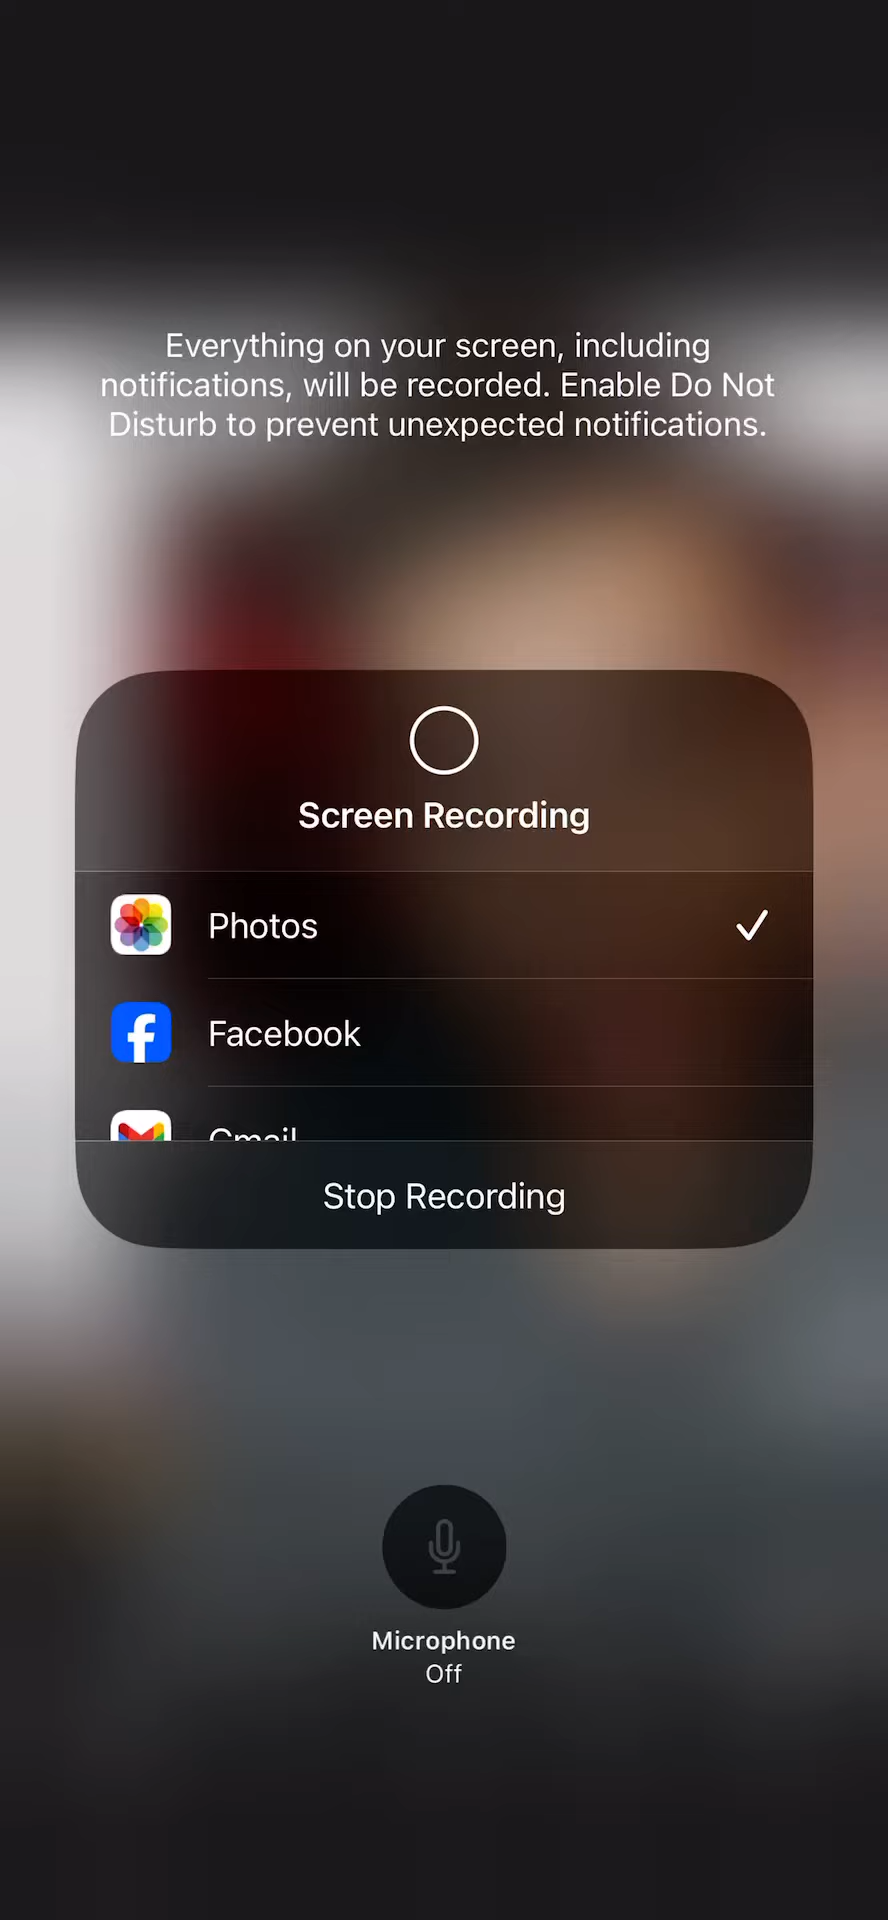 Everything on your screen, including
notifications, will be recorded. Enable Do Not
Disturb to prevent unexpected notifications.
Screen Recording
Photos
Facebook
Gmail
Stop Recording
Microphone
Off